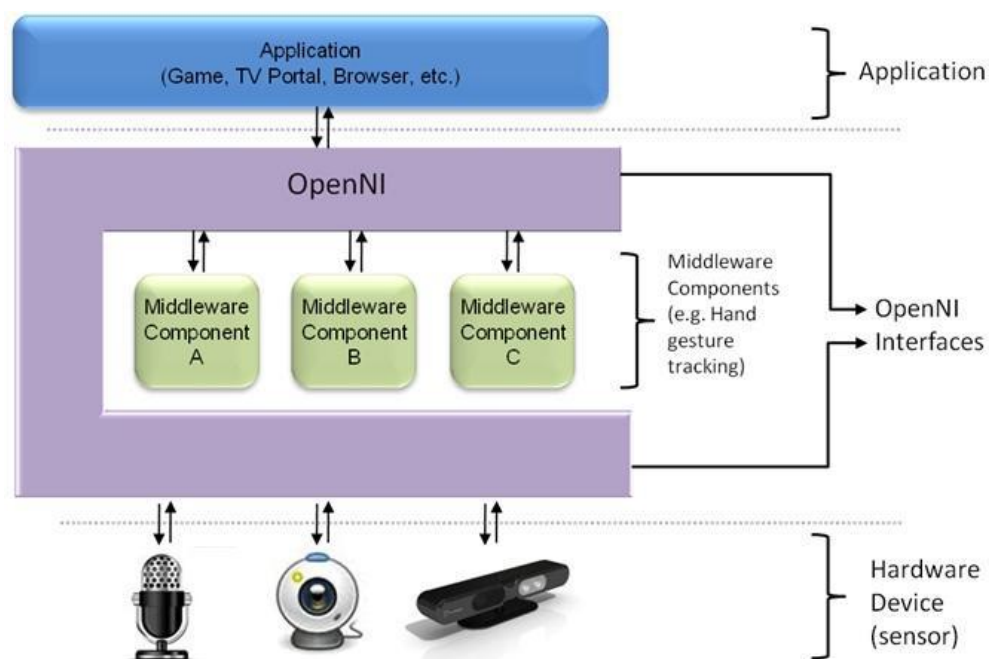 Application
(Game, TV Portal, Browser, etc.)
Application
OpenNI
Middleware
Component
A
Middleware
Component
B
Middleware
Component
C
Middleware
Components
(e.g. Hand
gesture
tracking)
OpenNI
Interfaces
Hardware
Device
(sensor)